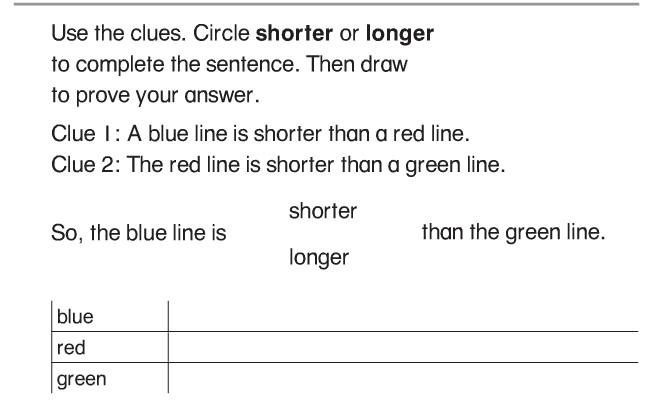 Use the clues. Circle shorter or longer
to complete the sentence. Then draw
to prove your answer.
Clue 1: A blue line is shorter than a red line.
Clue 2: The red line is shorter than a green line.
shorter
So, the blue line is than the green line.
longer
blue
red
green